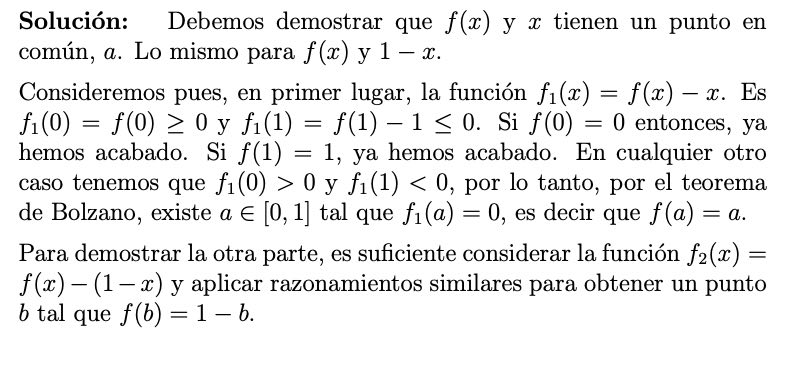 Solución: Debemos demostrar que f(x) y x tienen un punto en
común, a. Lo mismo para f(x) y 1 − x.
Consideremos pues, en primer lugar, la función f₁(x) = f(x) − x. Es
f₁(0) = f(0) ≥ 0 y f₁(1) = f(1) − 1 ≤ 0. Si f(0) = 0 entonces, ya
hemos acabado. Si f(1) = 1, ya hemos acabado. En cualquier otro
caso tenemos que f₁(0) > 0 y f₁(1) < 0, por lo tanto, por el teorema
de Bolzano, existe a ∈ [0, 1] tal que f₁(a) = 0, es decir que f(a) = a.
Para demostrar la otra parte, es suficiente considerar la función f₂(x) =
f(x) − (1 − x) y aplicar razonamientos similares para obtener un punto
b tal que f(b) = 1 − b.